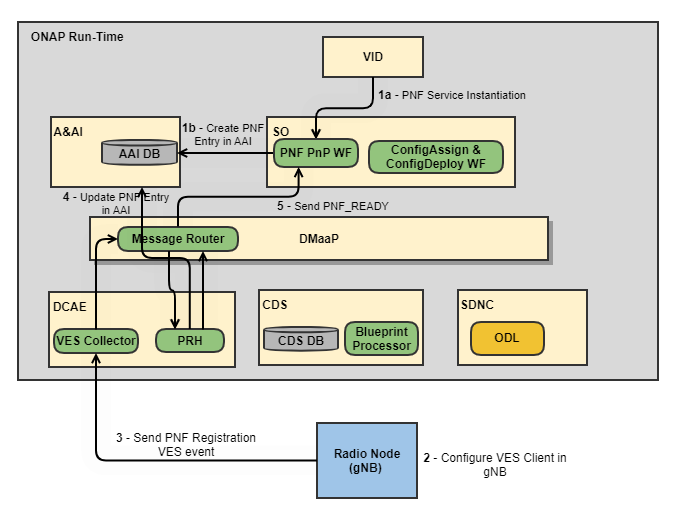 ONAP Run-Time
VID
1a - PNF Service Instantiation
A&AI
AAI DB
1b - Create PNF
Entry in AAI
SO
PNF PnP WF
ConfigAssign &
ConfigDeploy WF
4 - Update PNF Entry
in AAI
5 - Send PNF_READY
Message Router
DMaaP
DCAE
VES Collector
PRH
CDS
CDS DB
Blueprint
Processor
SDNC
ODL
3 - Send PNF Registration
VES event
Radio Node
(gNB)
2 - Configure VES Client in
gNB